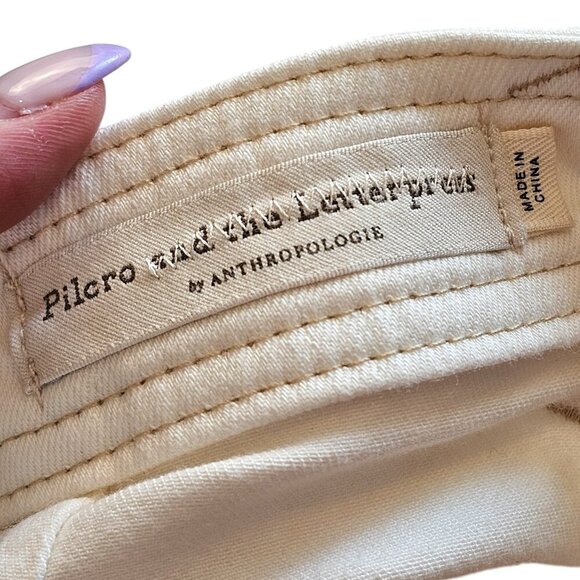 Pilcro and the Letterpress
by ANTHROPOLOGIE
MADE IN
CHINA